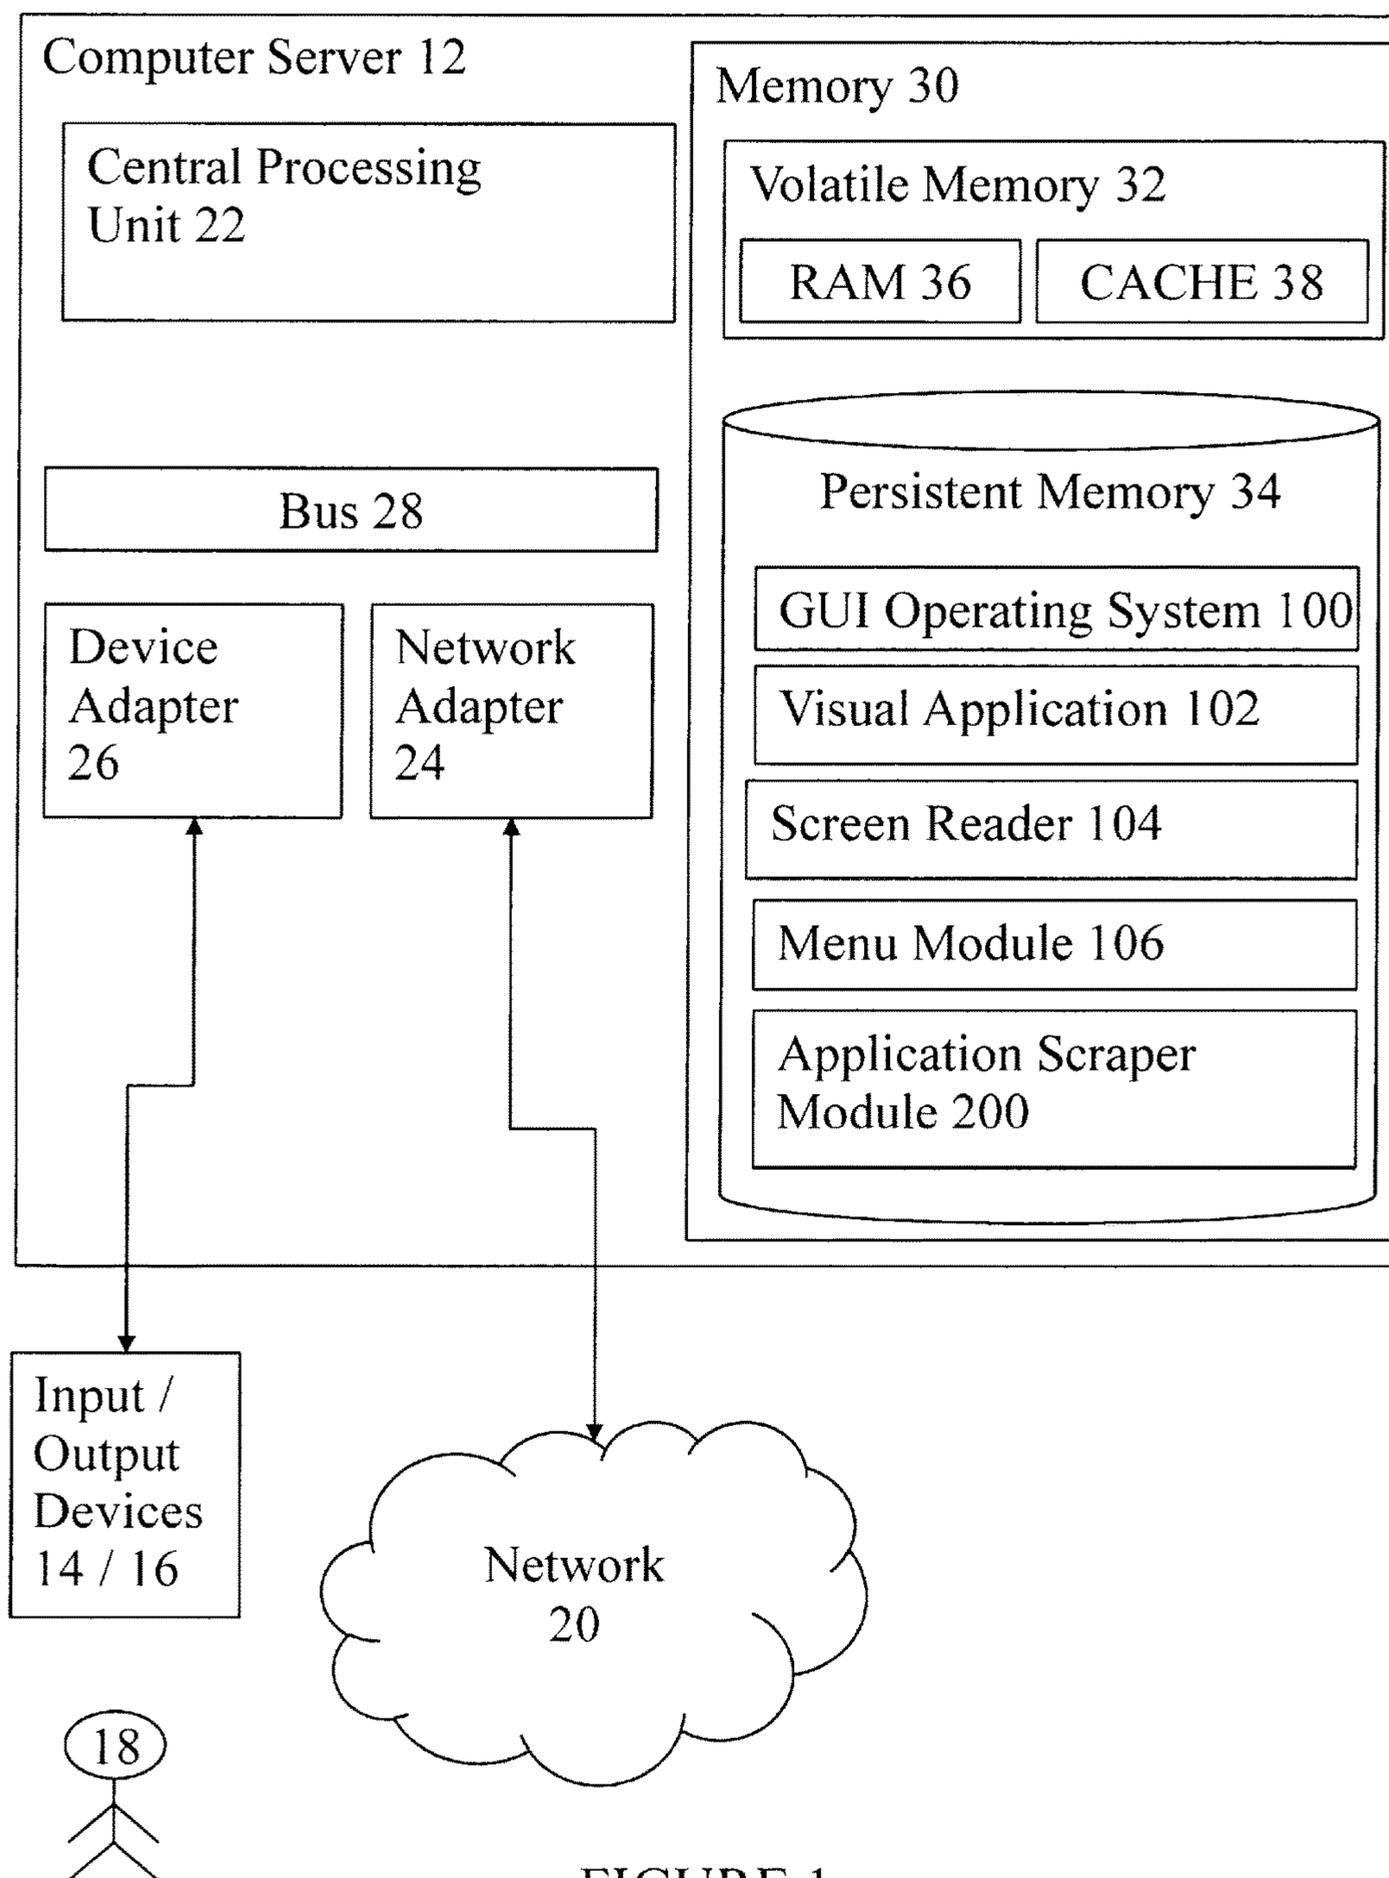 Computer Server 12
Central Processing
Unit 22
Bus 28
Device
Adapter
26
Network
Adapter
24
Memory 30
Volatile Memory 32
RAM 36
CACHE 38
Persistent Memory 34
GUI Operating System 100
Visual Application 102
Screen Reader 104
Menu Module 106
Application Scraper
Module 200
Input /
Output
Devices
14 / 16
Network
20
18
FIGURE 1